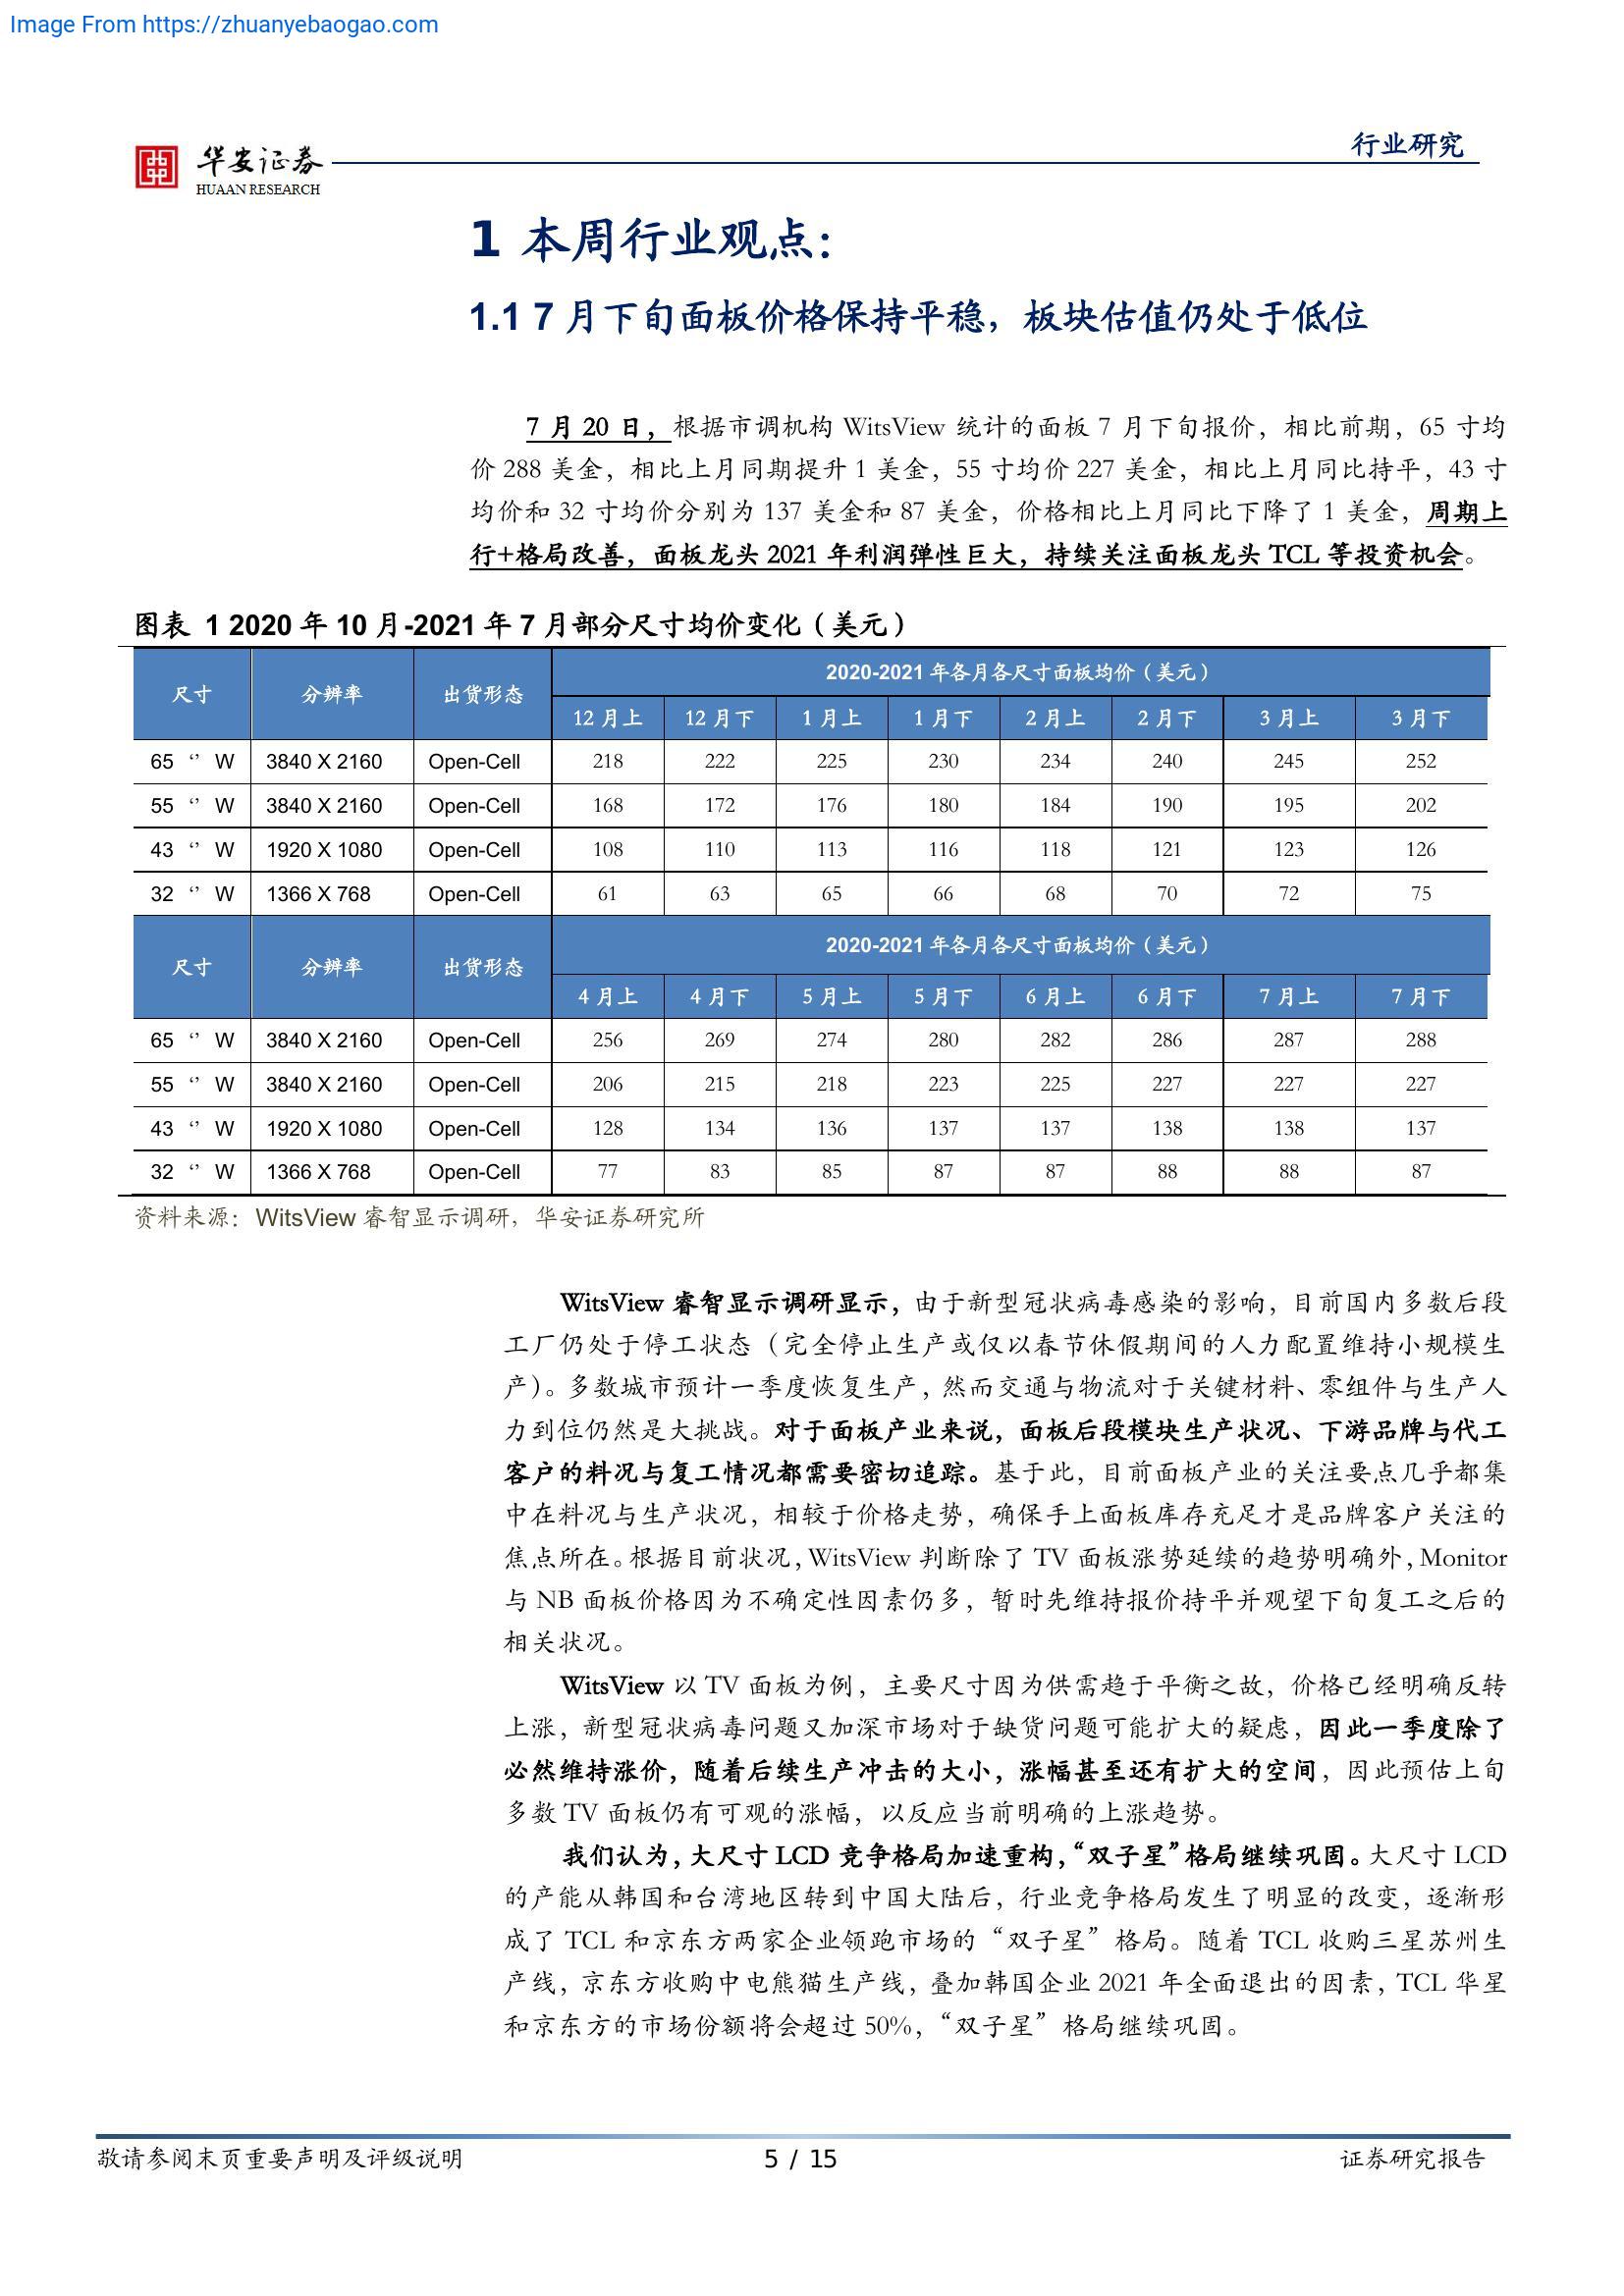 Image From https://zhuanyebaogao.com
华安证券
HUAAN RESEARCH
行业研究
1 本周行业观点：
1.1 7 月下旬面板价格保持平稳，板块估值仍处于低位
7 月 20 日，根据市调机构 WitsView 统计的面板 7 月下旬报价，相比前期，65 寸均
价 288 美金，相比上月同期提升 1 美金，55 寸均价 227 美金，相比上月同比持平，43 寸
均价和 32 寸均价分别为 137 美金和 87 美金，价格相比上月同比下降了 1 美金，周期上
行+格局改善，面板龙头 2021 年利润弹性巨大，持续关注面板龙头 TCL 等投资机会。
图表 1 2020 年 10 月-2021 年 7 月部分尺寸均价变化（美元）
尺寸 分辨率 出货形态 2020-2021 年各月各尺寸面板均价（美元）
12 月上 12 月下 1 月上 1 月下 2 月上 2 月下 3 月上 3 月下
65 ‘’ W 3840 X 2160 Open-Cell 218 222 225 230 234 240 245 252
55 ‘’ W 3840 X 2160 Open-Cell 168 172 176 180 184 190 195 202
43 ‘’ W 1920 X 1080 Open-Cell 108 110 113 116 118 121 123 126
32 ‘’ W 1366 X 768 Open-Cell 61 63 65 66 68 70 72 75
尺寸 分辨率 出货形态 2020-2021 年各月各尺寸面板均价（美元）
4 月上 4 月下 5 月上 5 月下 6 月上 6 月下 7 月上 7 月下
65 ‘’ W 3840 X 2160 Open-Cell 256 269 274 280 282 286 287 288
55 ‘’ W 3840 X 2160 Open-Cell 206 215 218 223 225 227 227 227
43 ‘’ W 1920 X 1080 Open-Cell 128 134 136 137 137 138 138 137
32 ‘’ W 1366 X 768 Open-Cell 77 83 85 87 87 88 88 87
资料来源：WitsView 睿智显示调研，华安证券研究所
WitsView 睿智显示调研显示，由于新型冠状病毒感染的影响，目前国内多数后段
工厂仍处于停工状态（完全停止生产或仅以春节休假期间的人力配置维持小规模生
产）。多数城市预计一季度恢复生产，然而交通与物流对于关键材料、零组件与生产人
力到位仍然是大挑战。对于面板产业来说，面板后段模块生产状况、下游品牌与代工
客户的料况与复工情况都需要密切追踪。基于此，目前面板产业的关注要点几乎都集
中在料况与生产状况，相较于价格走势，确保手上面板库存充足才是品牌客户关注的
焦点所在。根据目前状况，WitsView 判断除了 TV 面板涨势延续的趋势明确外，Monitor
与 NB 面板价格因为不确定性因素仍多，暂时先维持报价持平并观望下旬复工之后的
相关状况。
WitsView 以 TV 面板为例，主要尺寸因为供需趋于平衡之故，价格已经明确反转
上涨，新型冠状病毒问题又加深市场对于缺货问题可能扩大的疑虑，因此一季度除了
必然维持涨价，随着后续生产冲击的大小，涨幅甚至还有扩大的空间，因此预估上旬
多数 TV 面板仍有可观的涨幅，以反应当前明确的上涨趋势。
我们认为，大尺寸 LCD 竞争格局加速重构，“双子星”格局继续巩固。大尺寸 LCD
的产能从韩国和台湾地区转到中国大陆后，行业竞争格局发生了明显的改变，逐渐形
成了 TCL 和京东方两家企业领跑市场的“双子星”格局。随着 TCL 收购三星苏州生
产线，京东方收购中电熊猫生产线，叠加韩国企业 2021 年全面退出的因素，TCL 华星
和京东方的市场份额将会超过 50%，“双子星”格局继续巩固。
敬请参阅末页重要声明及评级说明 5 / 15 证券研究报告